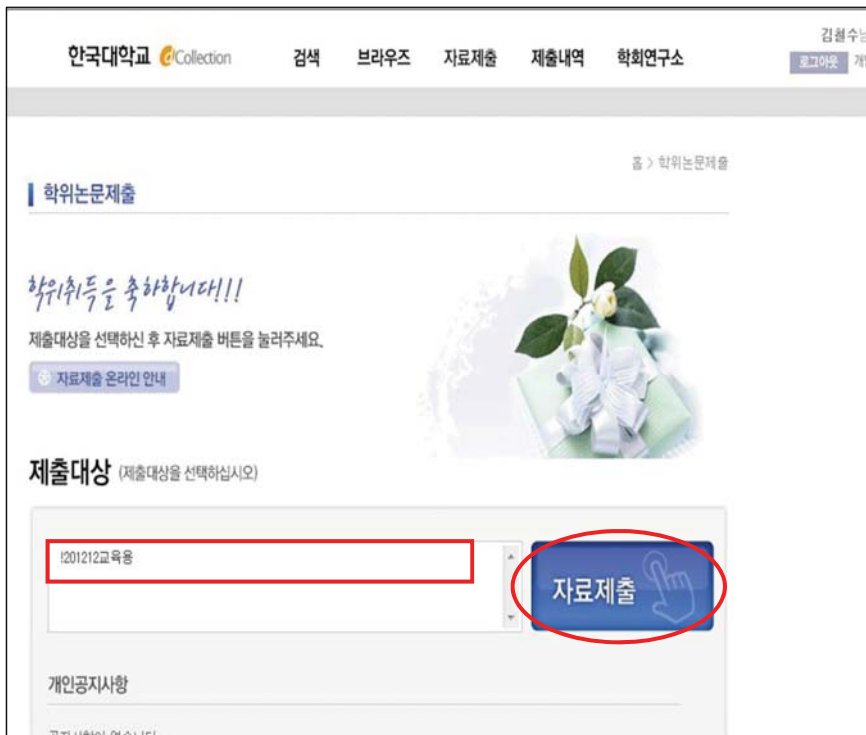 한국대학교 dCollection 검색 브라우즈 자료제출 제출내역 학회연구소
김철수님
로그아웃
홈 > 학위논문제출
학위논문제출
학위취득을 축하합니다!!!
제출대상을 선택하신 후 자료제출 버튼을 눌러주세요.
자료제출 온라인 안내
제출대상 (제출대상을 선택하십시오)
!201212교육용
자료제출
개인공지사항